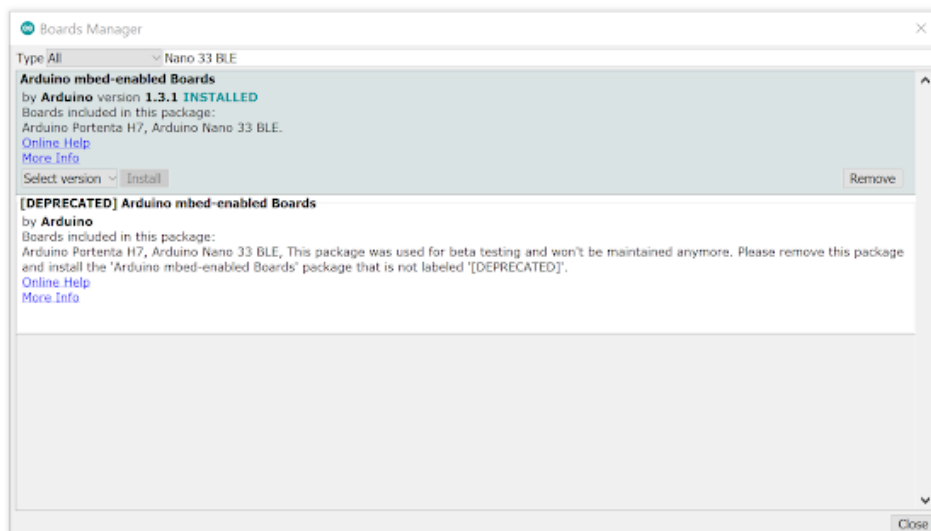 Boards Manager
Type All Nano 33 BLE
Arduino mbed-enabled Boards
by Arduino version 1.3.1 INSTALLED
Boards included in this package:
Arduino Portenta H7, Arduino Nano 33 BLE.
Online Help
More Info
Select version Install Remove
[DEPRECATED] Arduino mbed-enabled Boards
by Arduino
Boards included in this package:
Arduino Portenta H7, Arduino Nano 33 BLE, This package was used for beta testing and won't be maintained anymore. Please remove this package
and install the 'Arduino mbed-enabled Boards' package that is not labeled '[DEPRECATED]'.
Online Help
More Info
Close